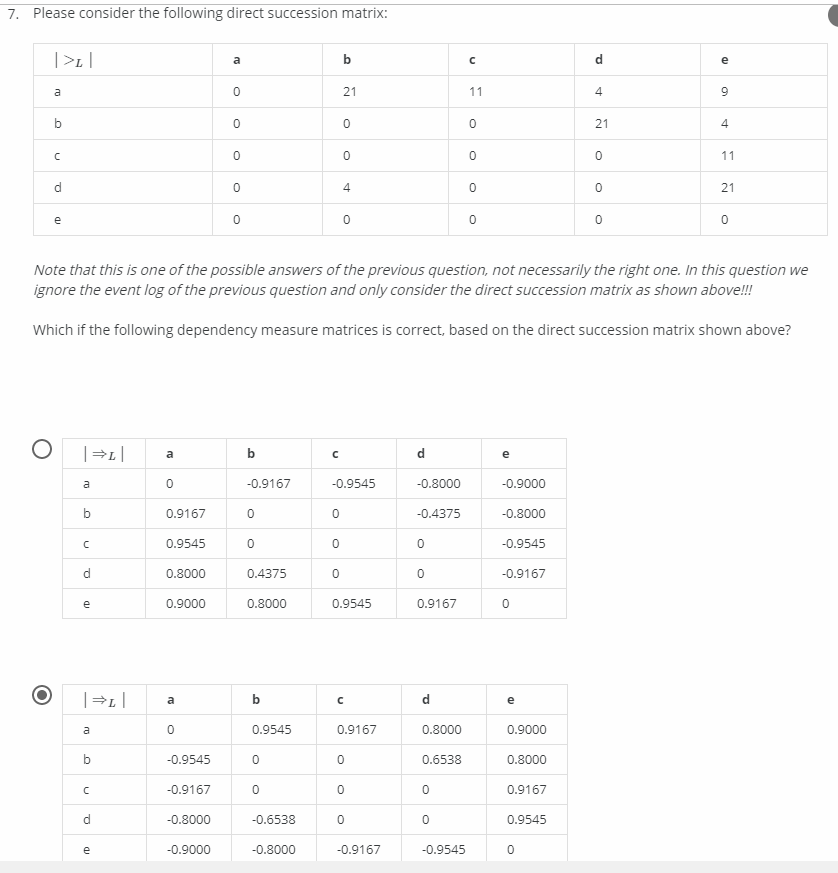 7. Please consider the following direct succession matrix:
|>L| a b c d e
a 0 21 11 4 9
b 0 0 0 21 4
c 0 0 0 0 11
d 0 4 0 0 21
e 0 0 0 0 0
Note that this is one of the possible answers of the previous question, not necessarily the right one. In this question we
ignore the event log of the previous question and only consider the direct succession matrix as shown above!!!
Which if the following dependency measure matrices is correct, based on the direct succession matrix shown above?
|⇒L| a b c d e
a 0 -0.9167 -0.9545 -0.8000 -0.9000
b 0.9167 0 0 -0.4375 -0.8000
c 0.9545 0 0 0 -0.9545
d 0.8000 0.4375 0 0 -0.9167
e 0.9000 0.8000 0.9545 0.9167 0
|⇒L| a b c d e
a 0 0.9545 0.9167 0.8000 0.9000
b -0.9545 0 0 0.6538 0.8000
c -0.9167 0 0 0 0.9167
d -0.8000 -0.6538 0 0 0.9545
e -0.9000 -0.8000 -0.9167 -0.9545 0